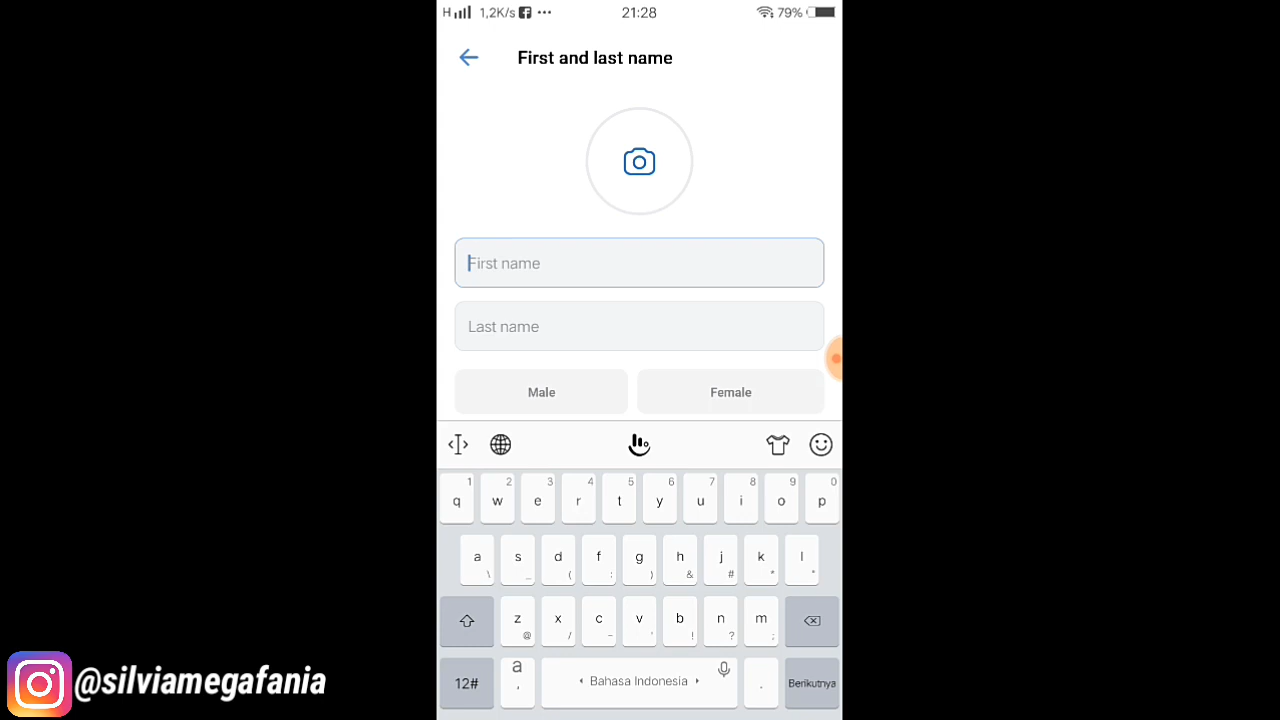 H 1,2K/s ••• 21:28 79%
First and last name
First name
Last name
Male Female
1 2 3 4 5 6 7 8 9 0
q w e r t y u i o p
a s d f g h j k l
\ _ ( : ) & # * "
z x c v b n m
@ / - ' ! ? ;
12# a , Bahasa Indonesia . Berikutnya
@silviamegafania